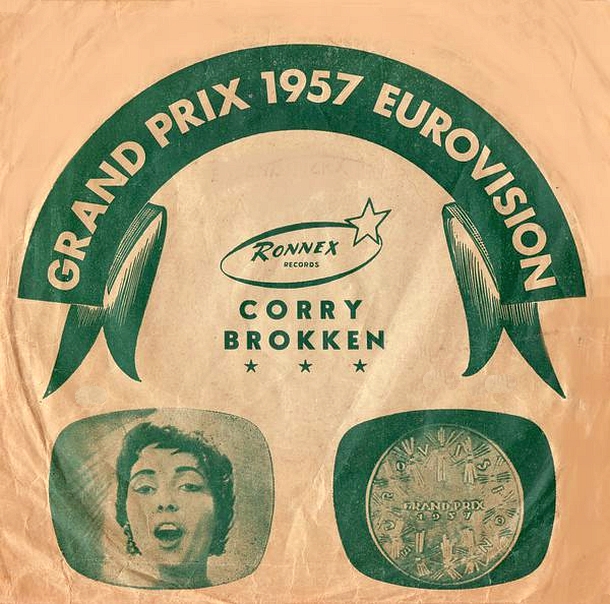 GRAND PRIX 1957 EUROVISION
RONNEX
RECORDS
CORRY
BROKKEN
GRAND PRIX
1957